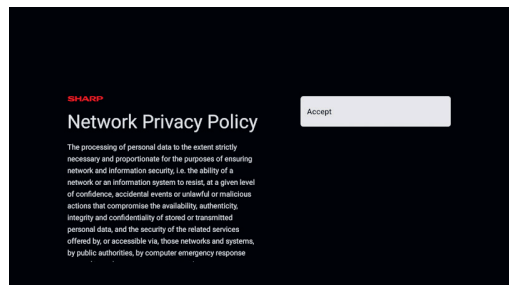 SHARP
Network Privacy Policy
The processing of personal data to the extent strictly
necessary and proportionate for the purposes of ensuring
network and information security, i.e. the ability of a
network or an information system to resist, at a given level
of confidence, accidental events or unlawful or malicious
actions that compromise the availability, authenticity,
integrity and confidentiality of stored or transmitted
personal data, and the security of the related services
offered by, or accessible via, those networks and systems,
by public authorities, by computer emergency response
Accept